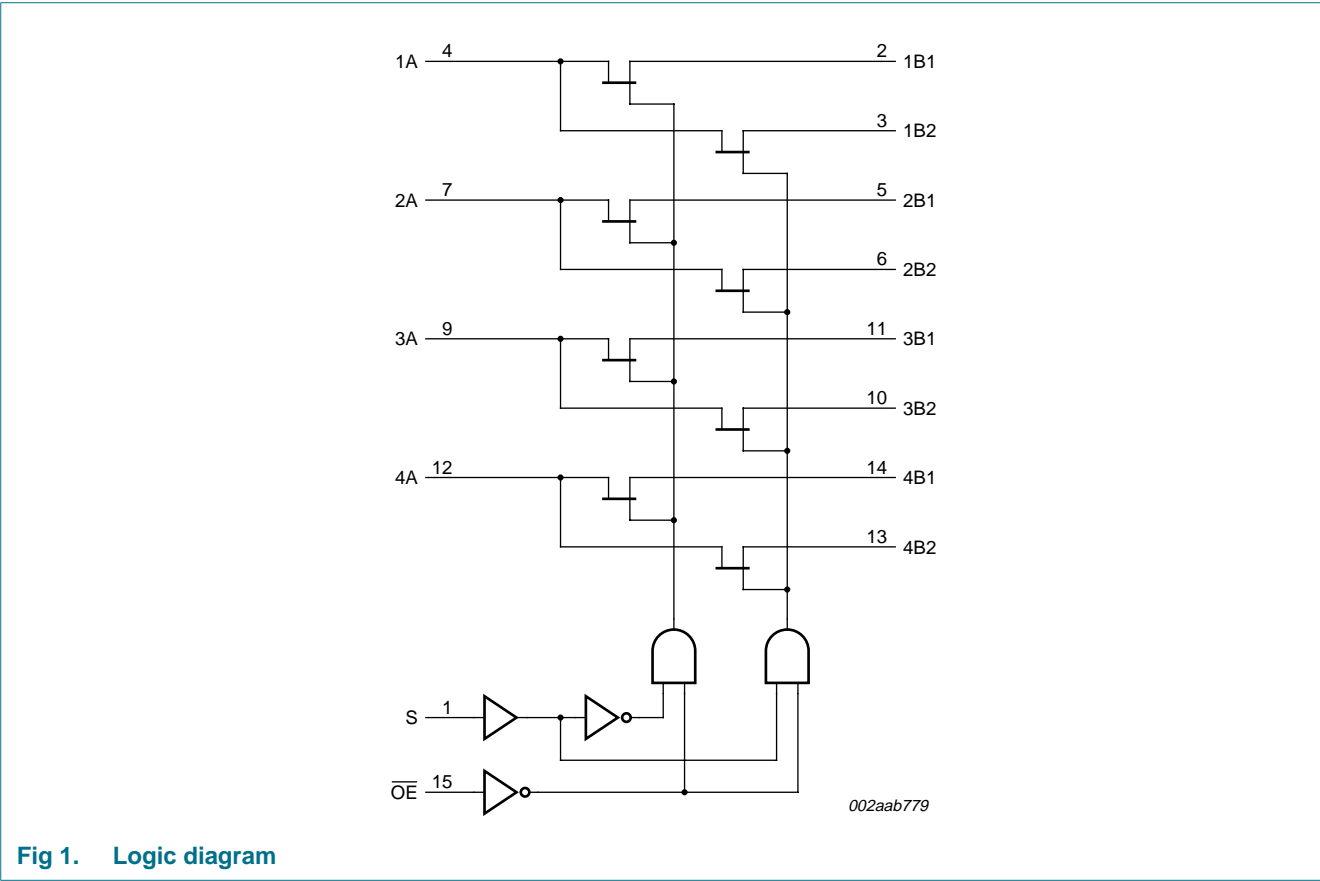 1A 4 2 1B1
3 1B2
2A 7 5 2B1
6 2B2
3A 9 11 3B1
10 3B2
4A 12 14 4B1
13 4B2
S 1
O̅E̅ 15
002aab779
Fig 1. Logic diagram